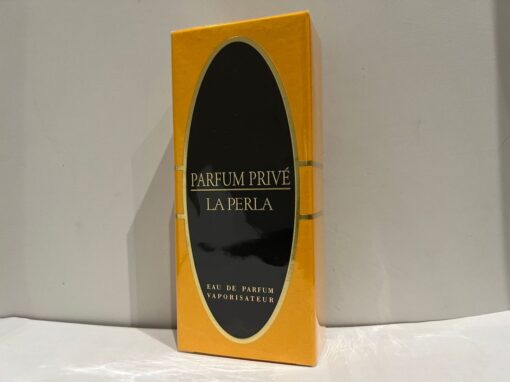 PARFUM PRIVÉ
LA PERLA
EAU DE PARFUM
VAPORISATEUR